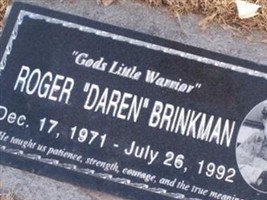 "Gods Little Warrior"
ROGER "DAREN" BRINKMAN
Dec. 17, 1971 - July 26, 1992
He taught us patience, strength, courage, and the true meaning